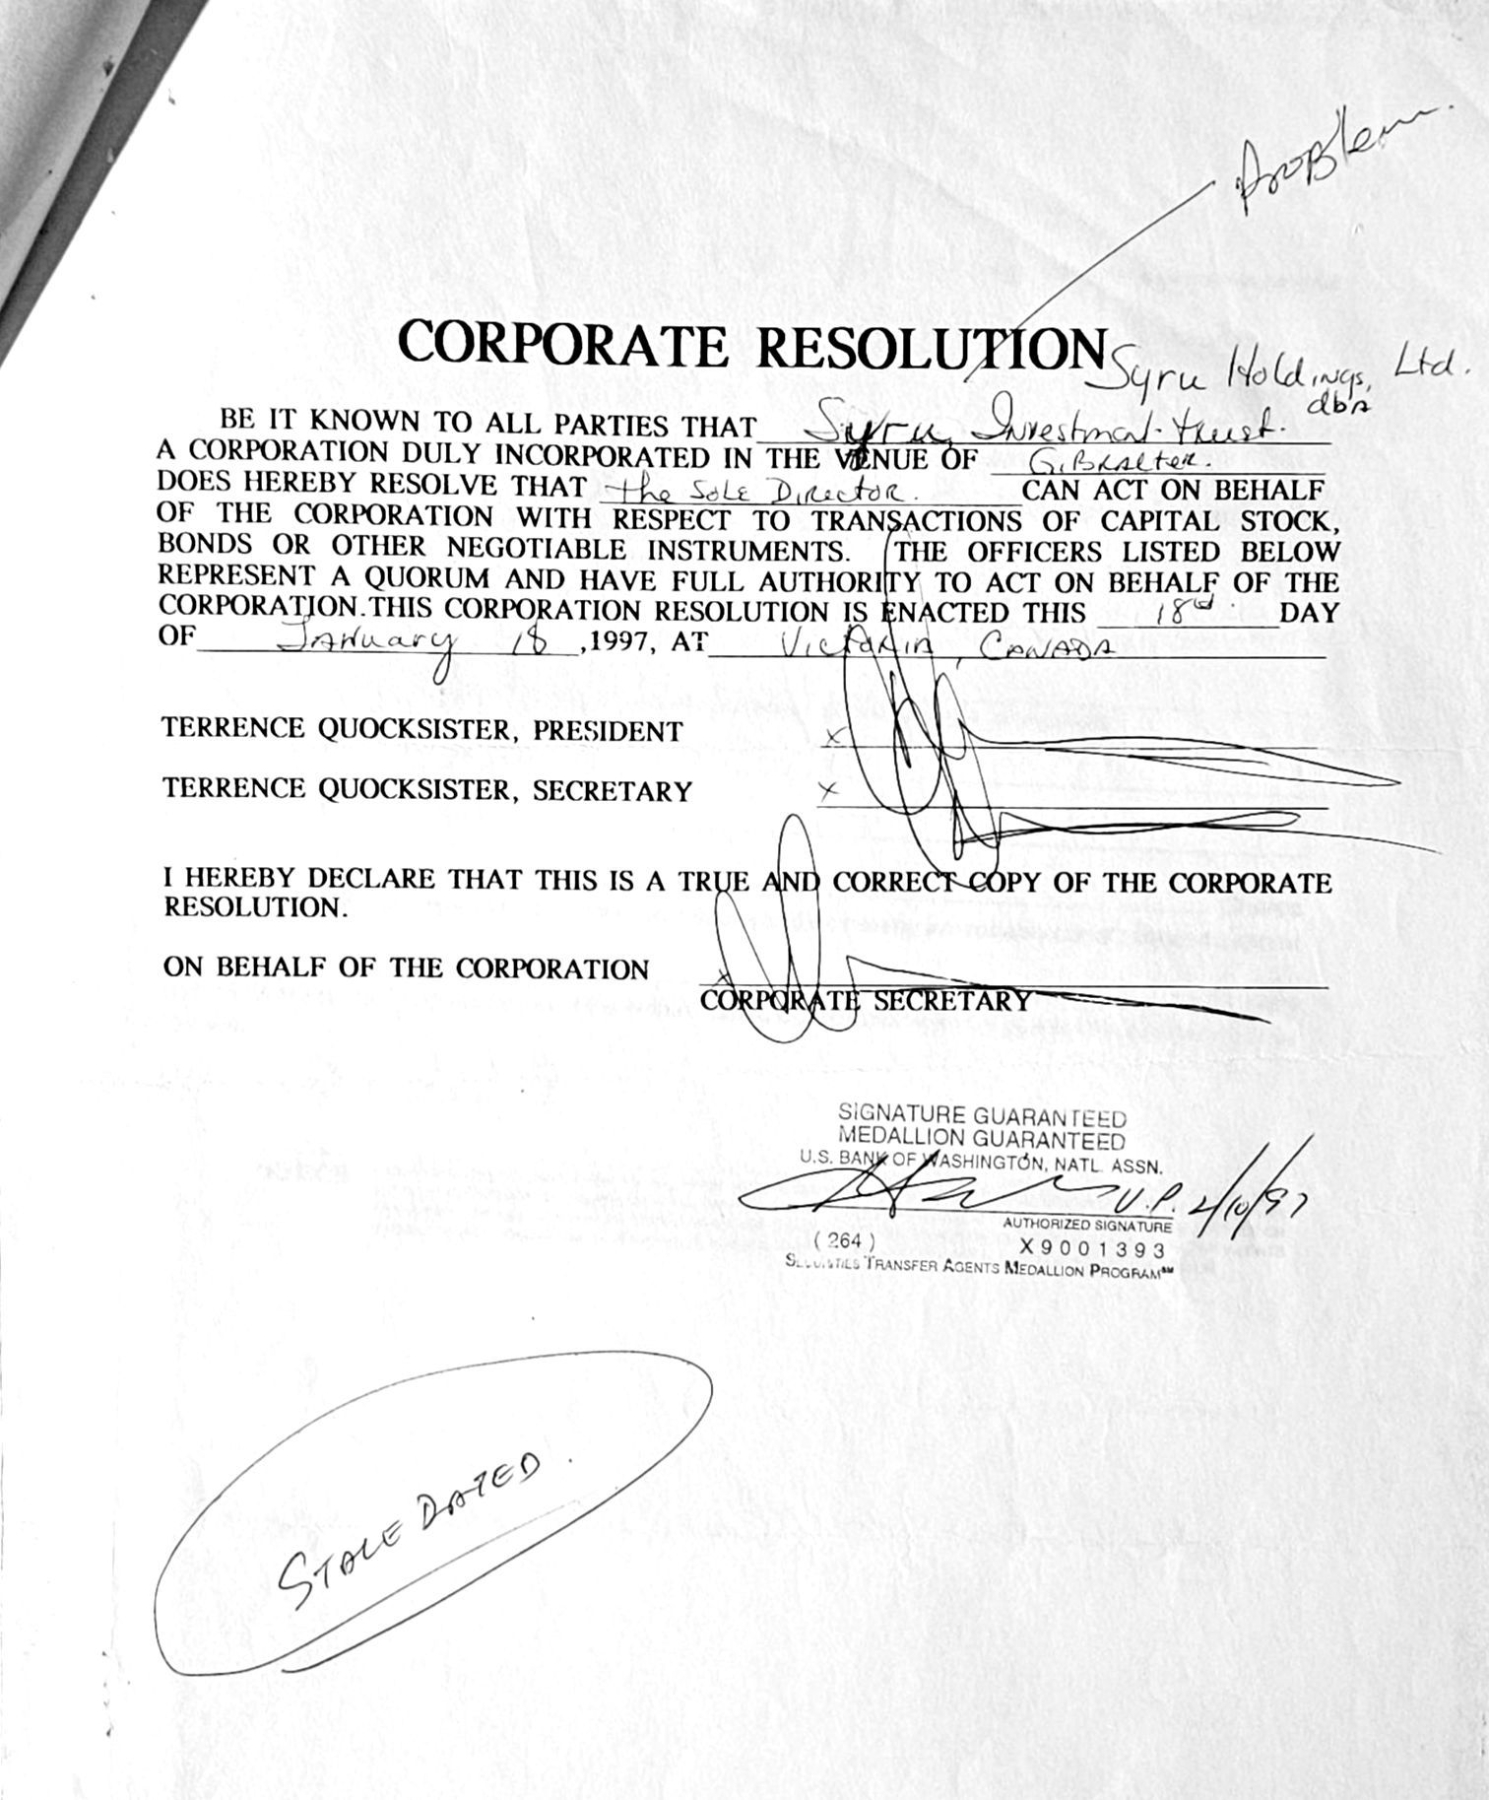 Problem.
CORPORATE RESOLUTION
Syru Holdings, Ltd.
dba
BE IT KNOWN TO ALL PARTIES THAT Syru Investment trust.
A CORPORATION DULY INCORPORATED IN THE VENUE OF GiBRalter.
DOES HEREBY RESOLVE THAT the Sole Director. CAN ACT ON BEHALF
OF THE CORPORATION WITH RESPECT TO TRANSACTIONS OF CAPITAL STOCK,
BONDS OR OTHER NEGOTIABLE INSTRUMENTS. THE OFFICERS LISTED BELOW
REPRESENT A QUORUM AND HAVE FULL AUTHORITY TO ACT ON BEHALF OF THE
CORPORATION.THIS CORPORATION RESOLUTION IS ENACTED THIS 18th. DAY
OF January 18 ,1997, AT Victoria, CANADA
TERRENCE QUOCKSISTER, PRESIDENT x
TERRENCE QUOCKSISTER, SECRETARY x
I HEREBY DECLARE THAT THIS IS A TRUE AND CORRECT COPY OF THE CORPORATE
RESOLUTION.
ON BEHALF OF THE CORPORATION x
CORPORATE SECRETARY
SIGNATURE GUARANTEED
MEDALLION GUARANTEED
U.S. BANK OF WASHINGTON, NATL. ASSN.
V.P. 2/10/97
AUTHORIZED SIGNATURE
(264) X9001393
SECURITIES TRANSFER AGENTS MEDALLION PROGRAM℠
STALE DATED.